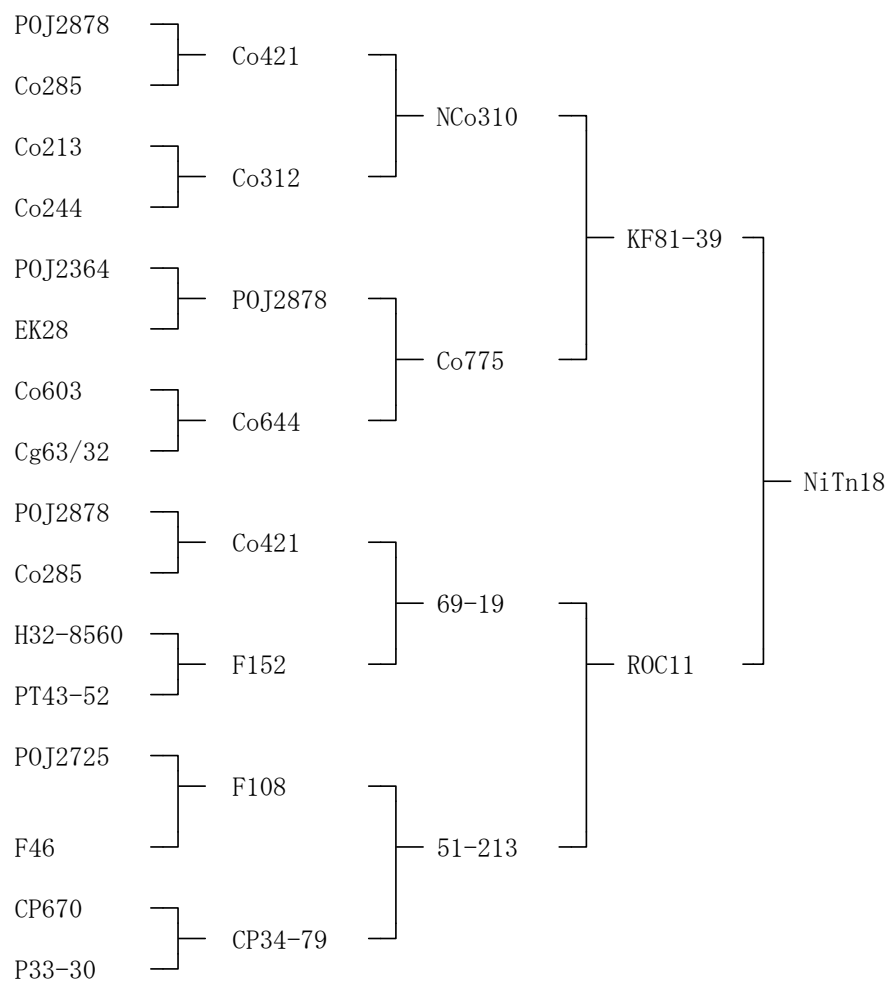 POJ2878
Co421
Co285
NCo310
Co213
Co312
Co244
KF81-39
POJ2364
POJ2878
EK28
Co775
Co603
Co644
Cg63/32
NiTn18
POJ2878
Co421
Co285
69-19
H32-8560
F152
ROC11
PT43-52
POJ2725
F108
F46
51-213
CP670
CP34-79
P33-30